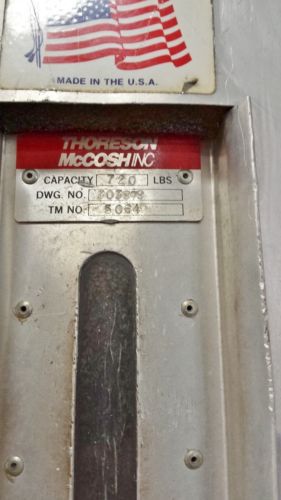 MADE IN THE U.S.A.
THORESON
McCOSH INC
CAPACITY 720 LBS
DWG. NO.
TM NO.